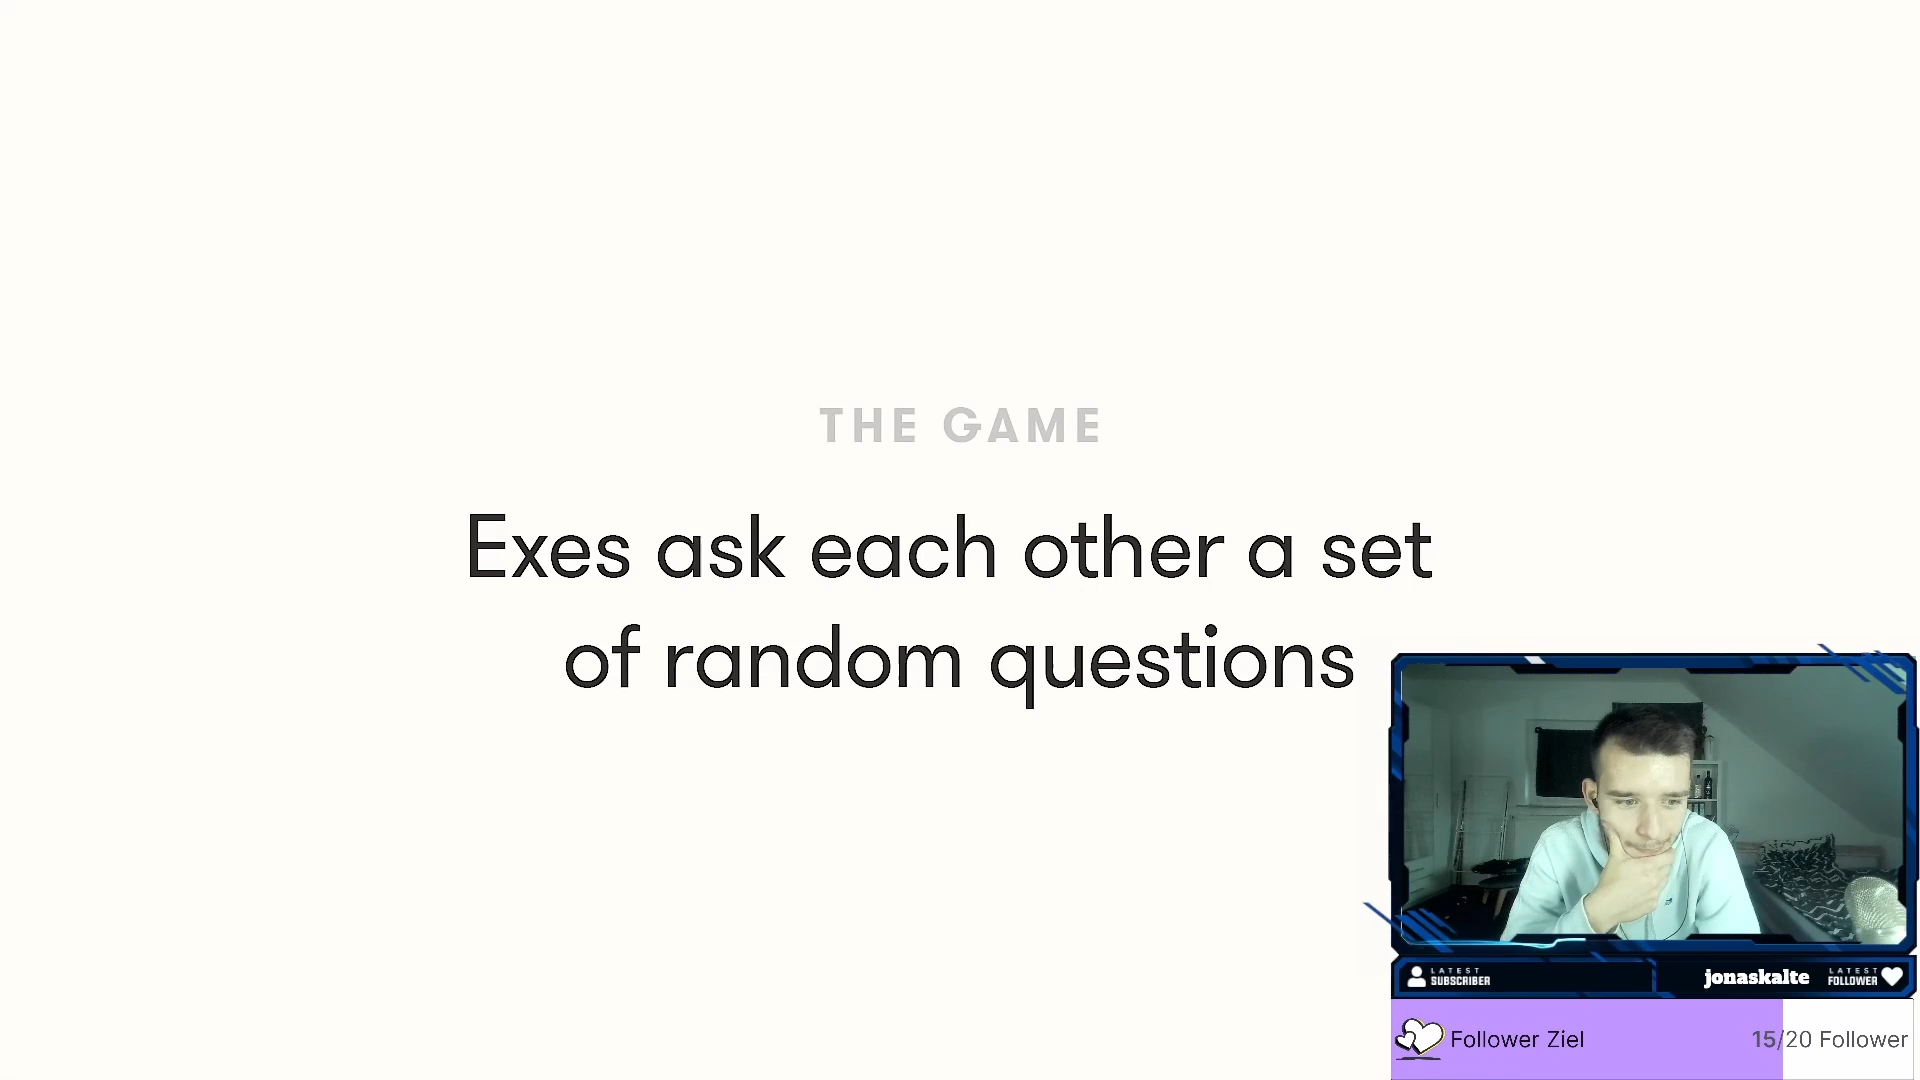 THE GAME
Exes ask each other a set
of random questions
LATEST
SUBSCRIBER
jonaskalte
LATEST
FOLLOWER
Follower Ziel
15/20 Follower